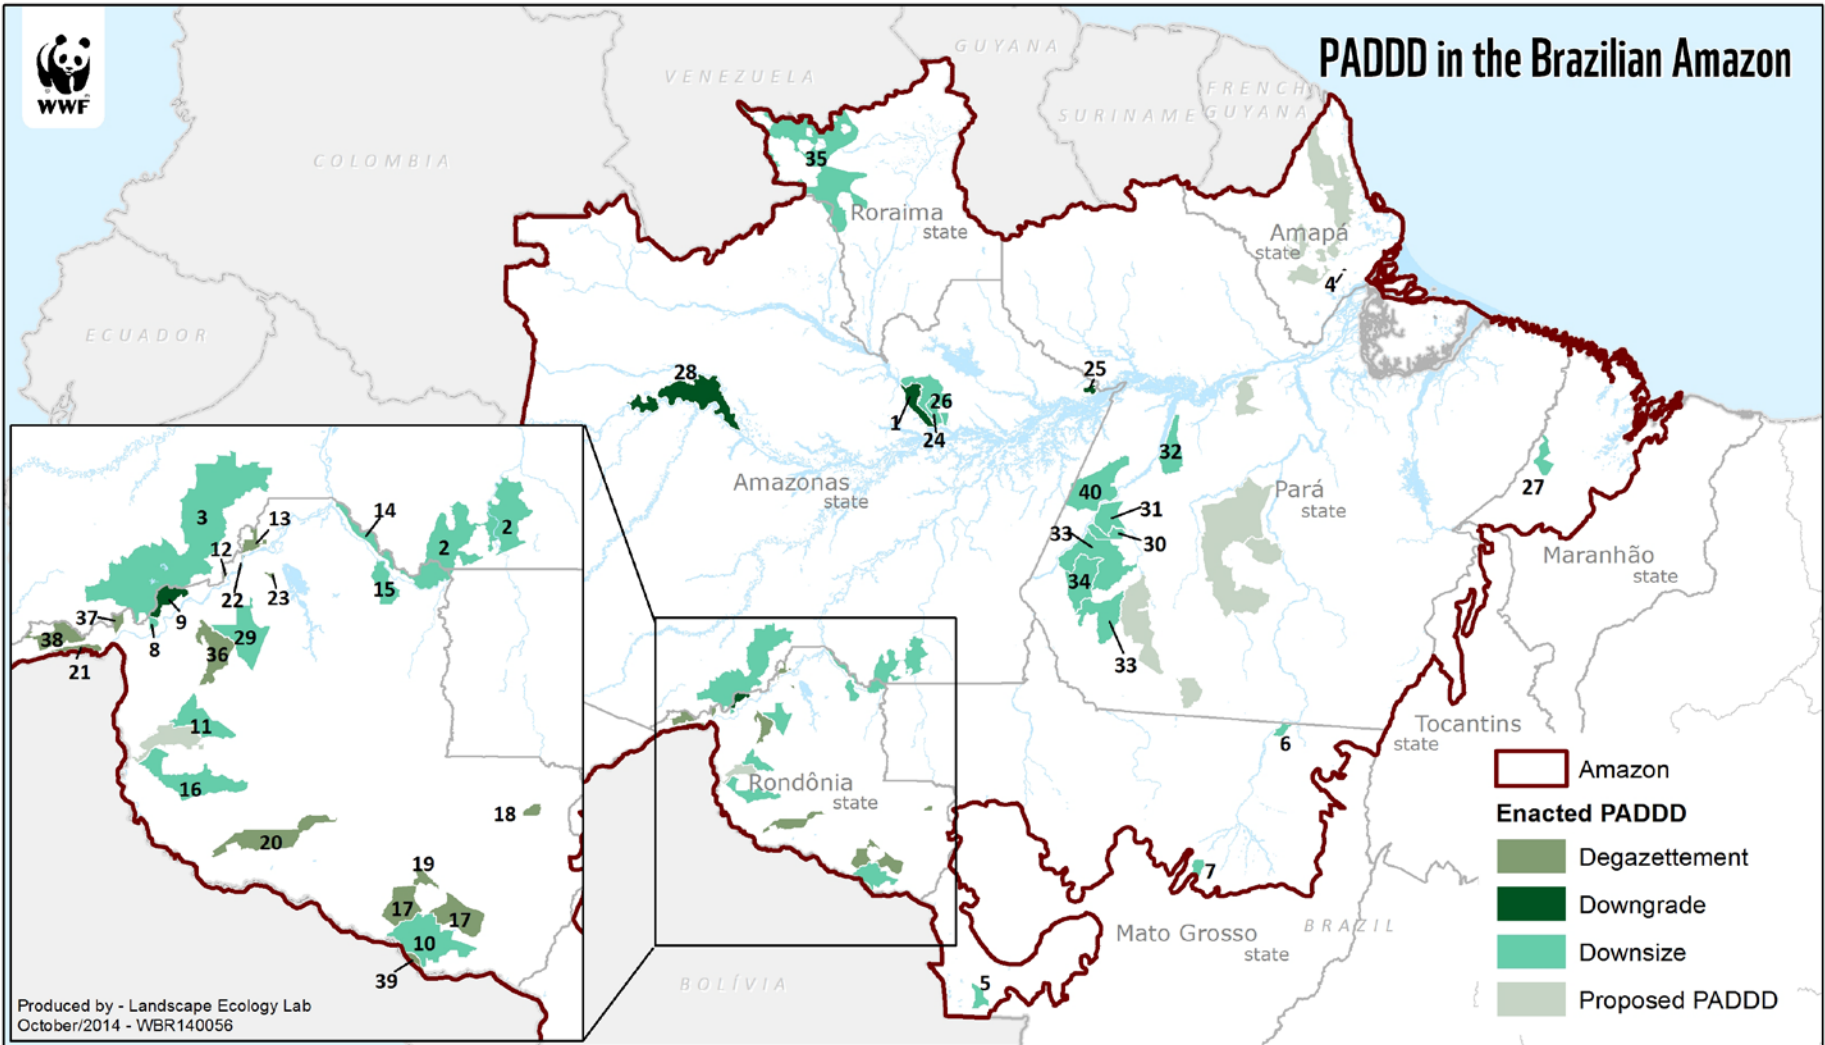 WWF
PADDD in the Brazilian Amazon
GUYANA
VENEZUELA
FRENCH
GUYANA
SURINAME
COLOMBIA
35
Roraima
state
Amapá
state
4
ECUADOR
28
25
1
26
24
32
Amazonas
state
40
31
33
30
34
33
Pará
state
27
Maranhão
state
3
13
14
2
2
12
15
22
23
37
9
38
8
29
36
21
11
16
18
20
19
17
17
10
39
Produced by - Landscape Ecology Lab
October/2014 - WBR140056
Rondônia
state
6
7
5
Tocantins
state
Mato Grosso
state
BRAZIL
BOLÍVIA
Amazon
Enacted PADDD
Degazettement
Downgrade
Downsize
Proposed PADDD